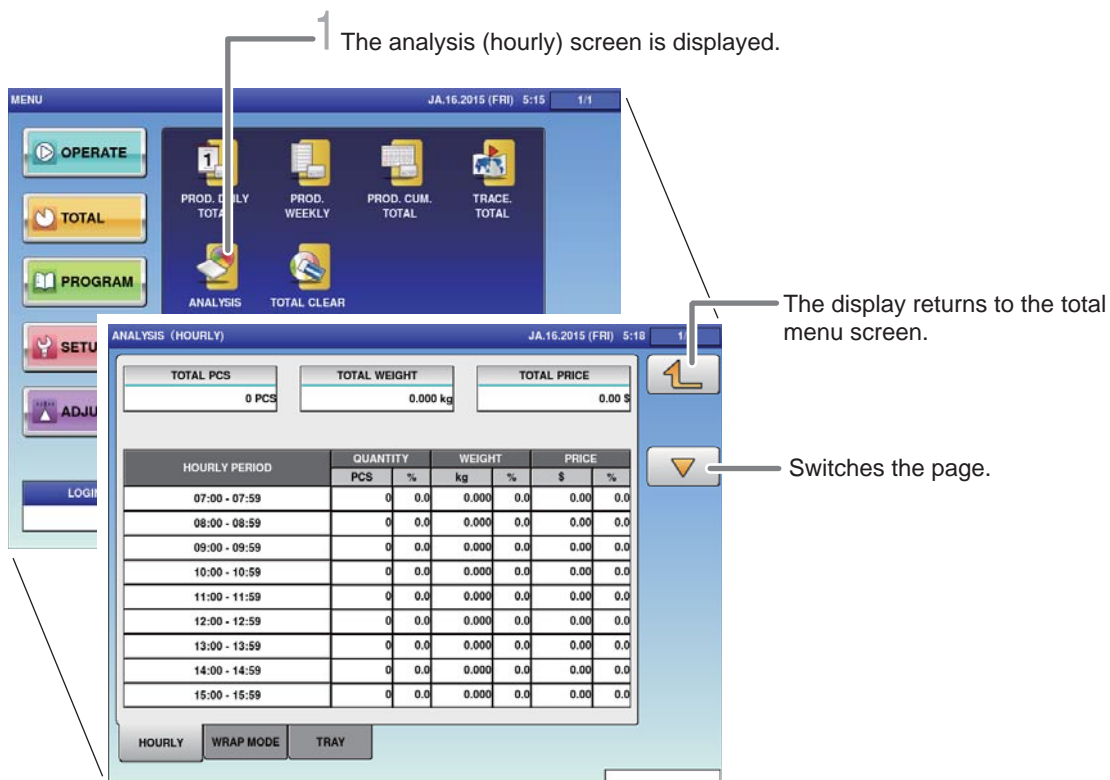 1 The analysis (hourly) screen is displayed.
MENU JA.16.2015 (FRI) 5:15 1/1
OPERATE
TOTAL
PROGRAM
SETU
ADJU
LOGI
PROD. DAILY TOTAL
PROD. WEEKLY
PROD. CUM. TOTAL
TRACE. TOTAL
ANALYSIS
TOTAL CLEAR
The display returns to the total
menu screen.
Switches the page.
ANALYSIS (HOURLY) JA.16.2015 (FRI) 5:18
TOTAL PCS TOTAL WEIGHT TOTAL PRICE
0 PCS 0.000 kg 0.00 $
HOURLY PERIOD QUANTITY WEIGHT PRICE
PCS % kg % $ %
07:00 - 07:59 0 0.0 0.000 0.0 0.00 0.0
08:00 - 08:59 0 0.0 0.000 0.0 0.00 0.0
09:00 - 09:59 0 0.0 0.000 0.0 0.00 0.0
10:00 - 10:59 0 0.0 0.000 0.0 0.00 0.0
11:00 - 11:59 0 0.0 0.000 0.0 0.00 0.0
12:00 - 12:59 0 0.0 0.000 0.0 0.00 0.0
13:00 - 13:59 0 0.0 0.000 0.0 0.00 0.0
14:00 - 14:59 0 0.0 0.000 0.0 0.00 0.0
15:00 - 15:59 0 0.0 0.000 0.0 0.00 0.0
HOURLY WRAP MODE TRAY